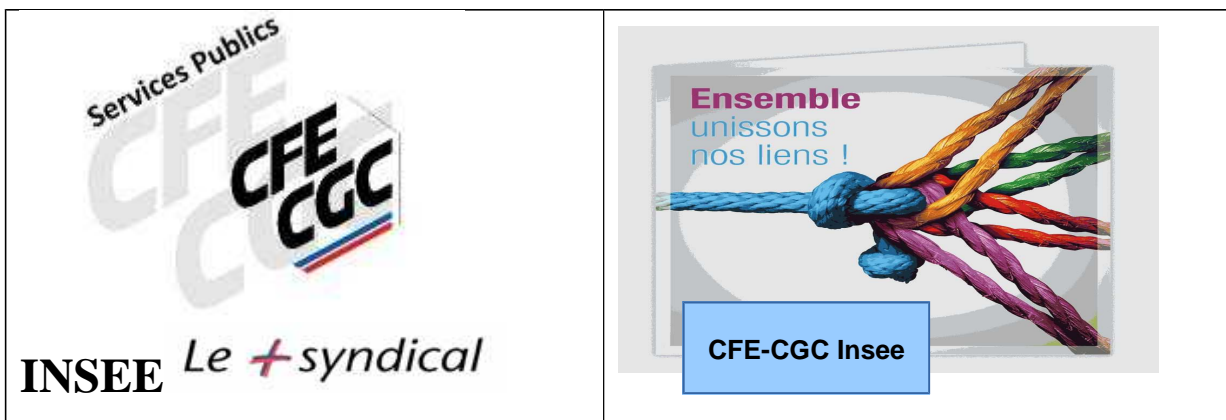 Services Publics
CFE
CGC
INSEE Le + syndical
Ensemble
unissons
nos liens !
CFE-CGC Insee